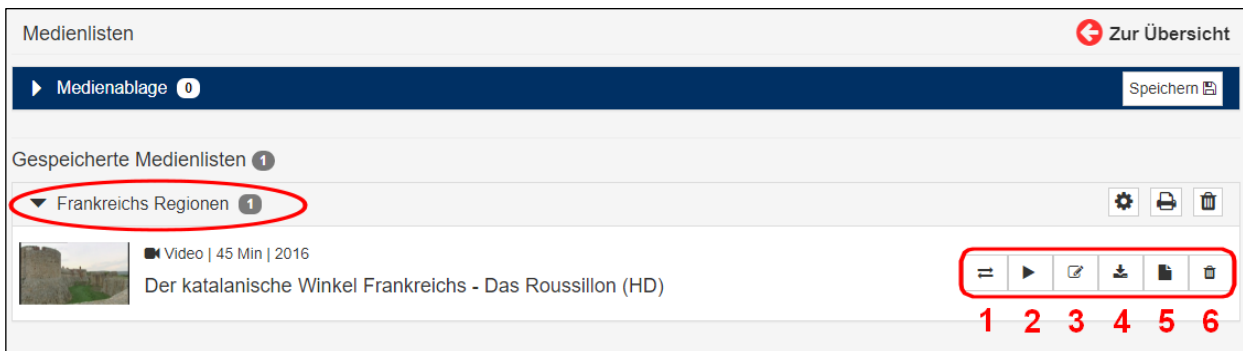 Medienlisten
Zur Übersicht
Medienablage 0
Speichern
Gespeicherte Medienlisten 1
Frankreichs Regionen 1
Video | 45 Min | 2016
Der katalanische Winkel Frankreichs - Das Roussillon (HD)
1 2 3 4 5 6